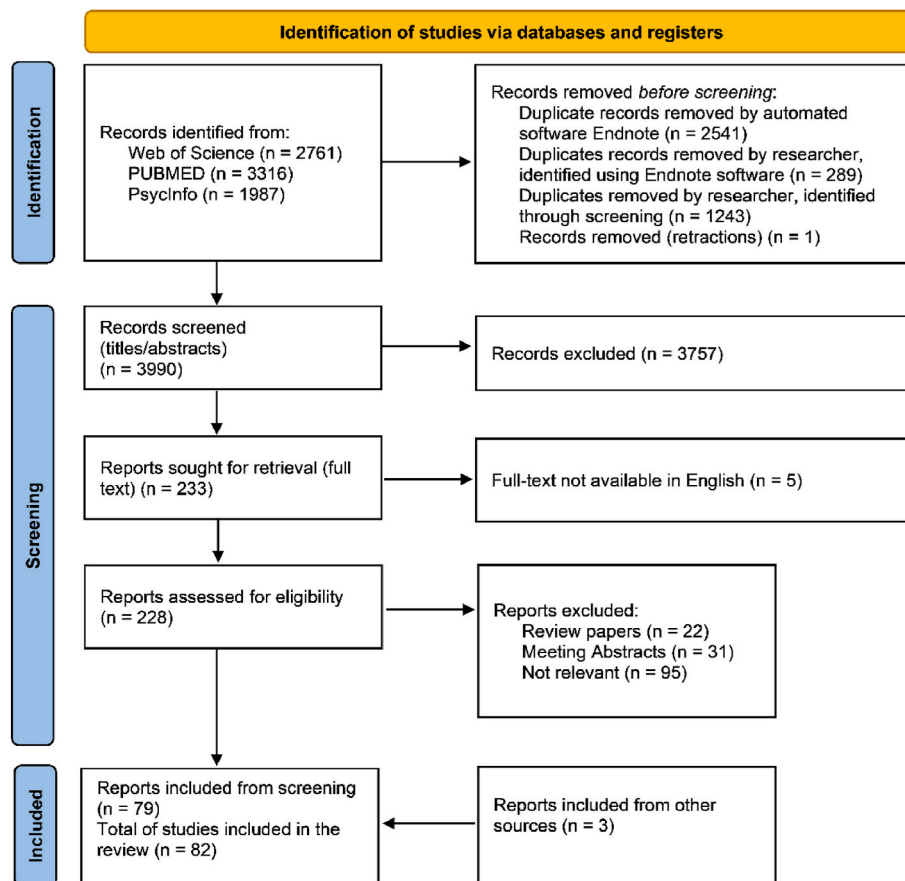 Identification of studies via databases and registers
Identification
Records identified from:
Web of Science (n = 2761)
PUBMED (n = 3316)
PsycInfo (n = 1987)
Records removed before screening:
Duplicate records removed by automated
software Endnote (n = 2541)
Duplicates records removed by researcher,
identified using Endnote software (n = 289)
Duplicates removed by researcher, identified
through screening (n = 1243)
Records removed (retractions) (n = 1)
Screening
Records screened
(titles/abstracts)
(n = 3990)
Records excluded (n = 3757)
Reports sought for retrieval (full
text) (n = 233)
Full-text not available in English (n = 5)
Reports assessed for eligibility
(n = 228)
Reports excluded:
Review papers (n = 22)
Meeting Abstracts (n = 31)
Not relevant (n = 95)
Included
Reports included from screening
(n = 79)
Total of studies included in the
review (n = 82)
Reports included from other
sources (n = 3)